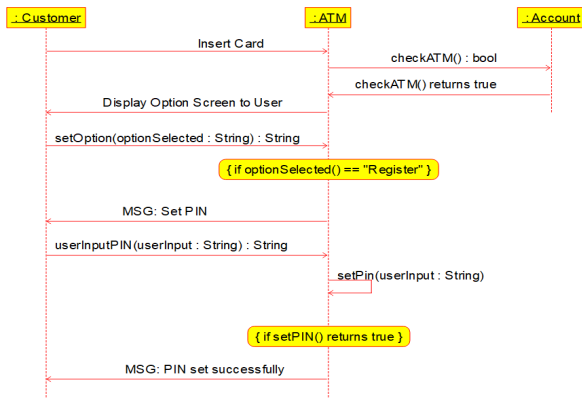 : Customer
: ATM
: Account
Insert Card
checkATM() : bool
checkATM() returns true
Display Option Screen to User
setOption(optionSelected : String) : String
{ if optionSelected() == "Register" }
MSG: Set PIN
userInputPIN(userInput : String) : String
setPin(userInput : String)
{ if setPIN() returns true }
MSG: PIN set successfully